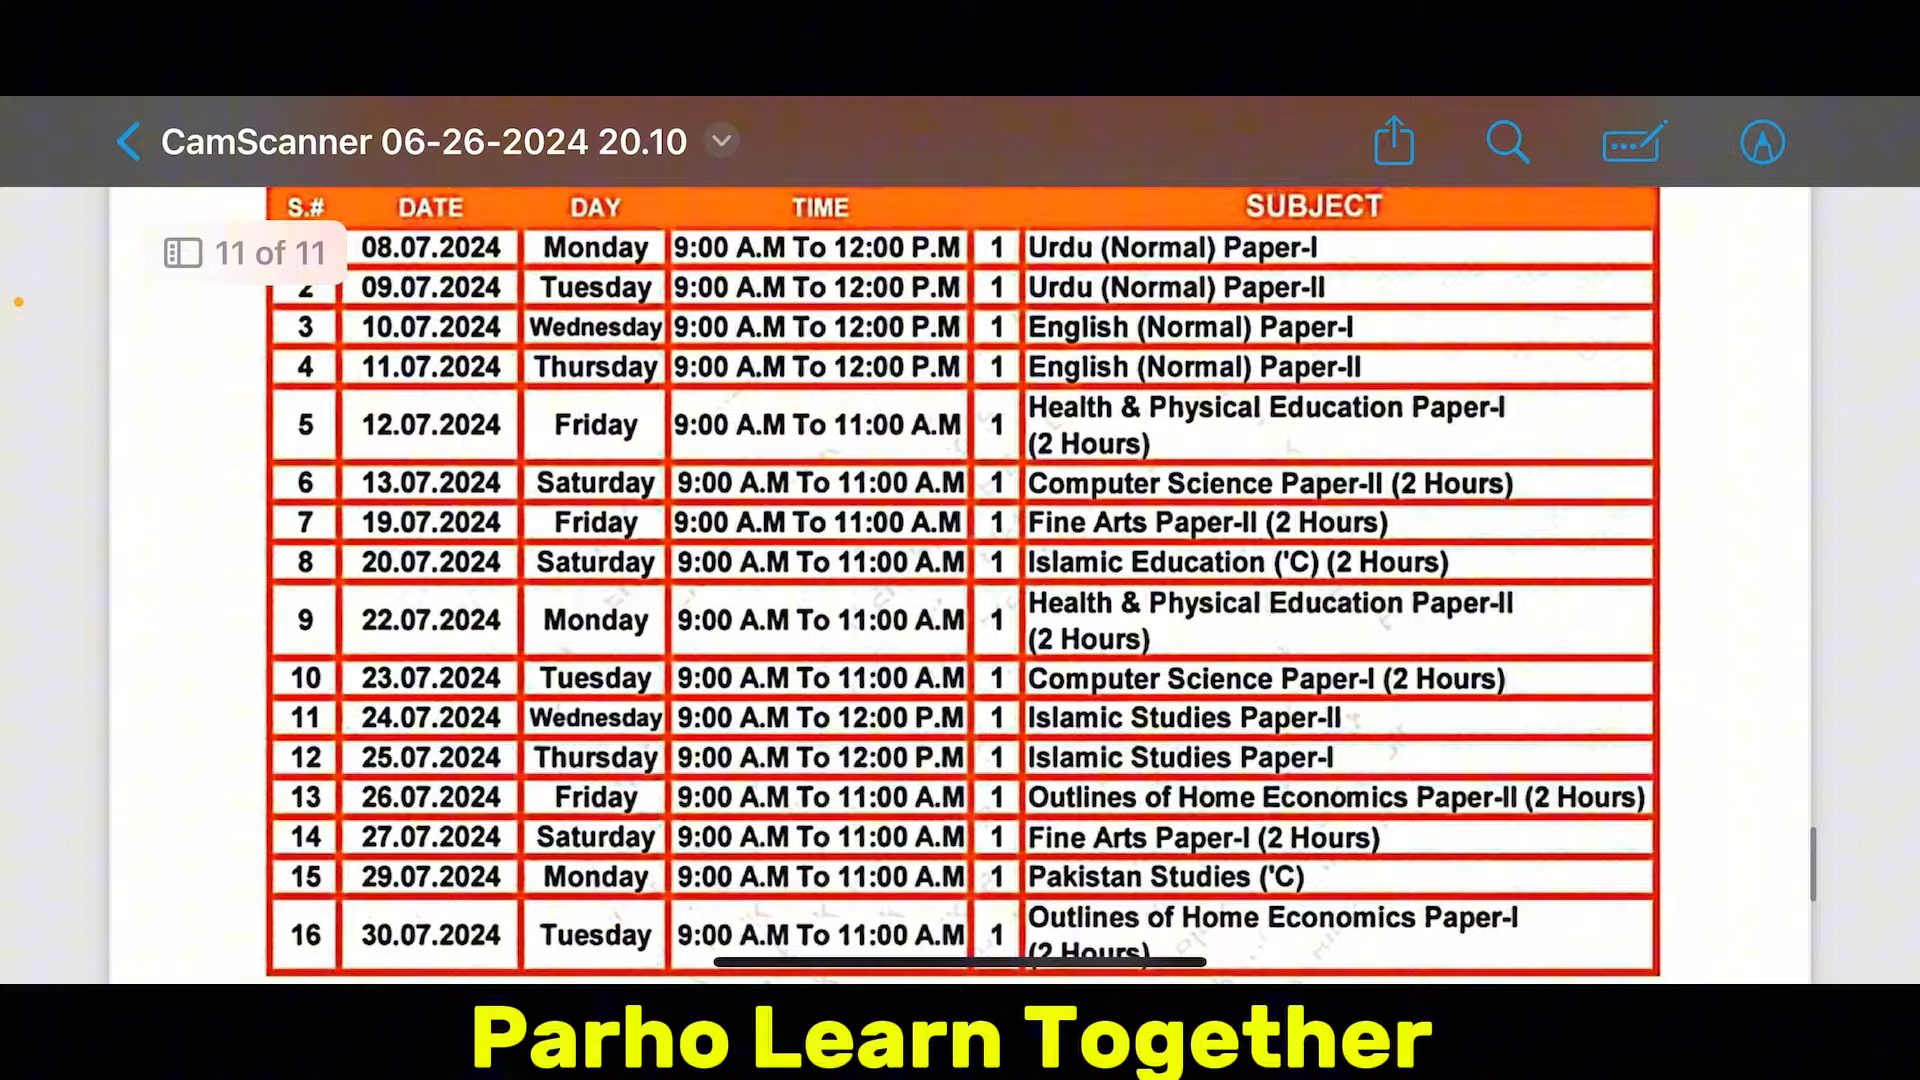 CamScanner 06-26-2024 20.10
S.# DATE DAY TIME SUBJECT
11 of 11
08.07.2024 Monday 9:00 A.M To 12:00 P.M 1 Urdu (Normal) Paper-I
2 09.07.2024 Tuesday 9:00 A.M To 12:00 P.M 1 Urdu (Normal) Paper-II
3 10.07.2024 Wednesday 9:00 A.M To 12:00 P.M 1 English (Normal) Paper-I
4 11.07.2024 Thursday 9:00 A.M To 12:00 P.M 1 English (Normal) Paper-II
5 12.07.2024 Friday 9:00 A.M To 11:00 A.M 1 Health & Physical Education Paper-I
(2 Hours)
6 13.07.2024 Saturday 9:00 A.M To 11:00 A.M 1 Computer Science Paper-II (2 Hours)
7 19.07.2024 Friday 9:00 A.M To 11:00 A.M 1 Fine Arts Paper-II (2 Hours)
8 20.07.2024 Saturday 9:00 A.M To 11:00 A.M 1 Islamic Education ('C) (2 Hours)
9 22.07.2024 Monday 9:00 A.M To 11:00 A.M 1 Health & Physical Education Paper-II
(2 Hours)
10 23.07.2024 Tuesday 9:00 A.M To 11:00 A.M 1 Computer Science Paper-I (2 Hours)
11 24.07.2024 Wednesday 9:00 A.M To 12:00 P.M 1 Islamic Studies Paper-II
12 25.07.2024 Thursday 9:00 A.M To 12:00 P.M 1 Islamic Studies Paper-I
13 26.07.2024 Friday 9:00 A.M To 11:00 A.M 1 Outlines of Home Economics Paper-II (2 Hours)
14 27.07.2024 Saturday 9:00 A.M To 11:00 A.M 1 Fine Arts Paper-I (2 Hours)
15 29.07.2024 Monday 9:00 A.M To 11:00 A.M 1 Pakistan Studies ('C)
16 30.07.2024 Tuesday 9:00 A.M To 11:00 A.M 1 Outlines of Home Economics Paper-I
(2 Hours)
Parho Learn Together